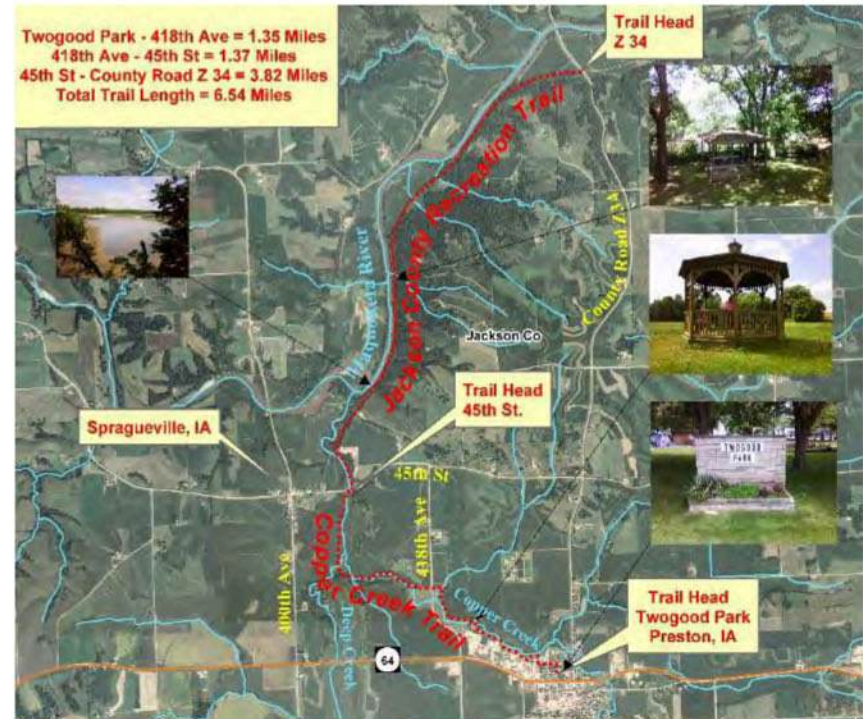 Twogood Park - 418th Ave = 1.35 Miles
418th Ave - 45th St = 1.37 Miles
45th St - County Road Z 34 = 3.82 Miles
Total Trail Length = 6.54 Miles
Trail Head
Z 34
Jackson County Recreation Trail
Maquoketa River
County Road Z34
Jackson Co
Trail Head
45th St.
Spragueville, IA
45th St
TWOGOOD
PARK
418th Ave
400th Ave
Copper Creek Trail
Copper Creek
Deep Creek
Trail Head
Twogood Park
Preston, IA
64